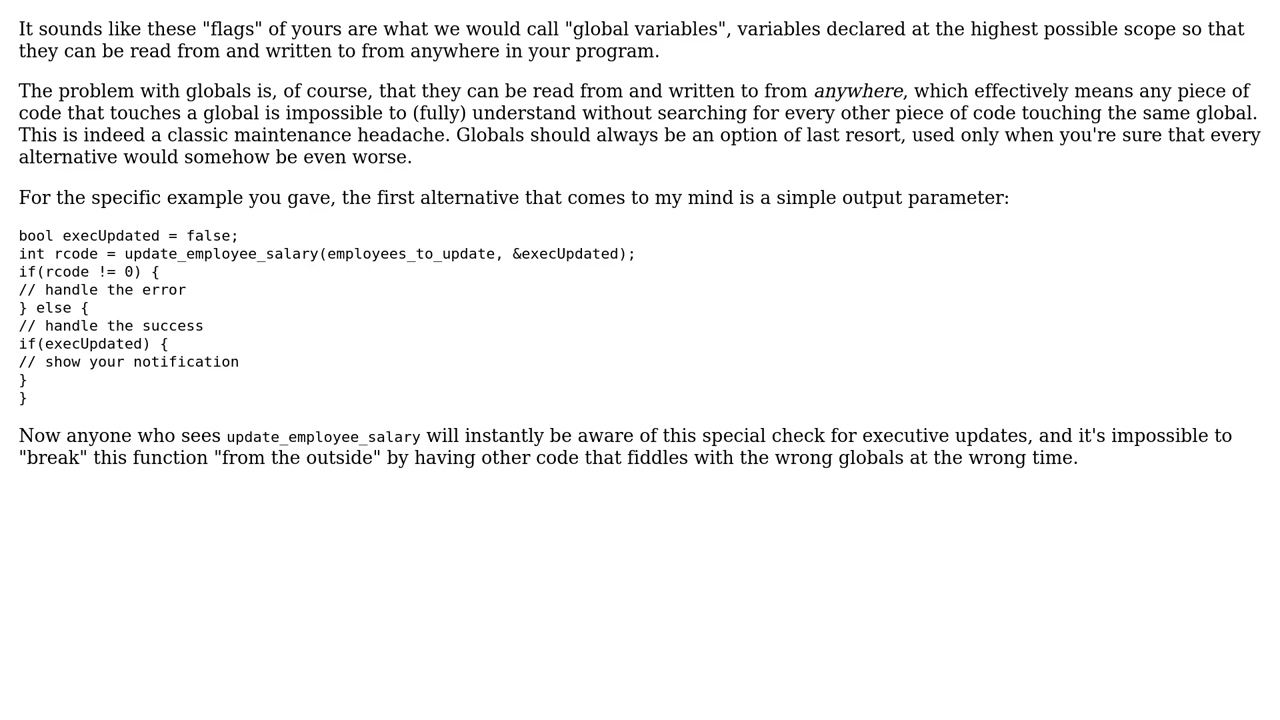 It sounds like these "flags" of yours are what we would call "global variables", variables declared at the highest possible scope so that
they can be read from and written to from anywhere in your program.
The problem with globals is, of course, that they can be read from and written to from anywhere, which effectively means any piece of
code that touches a global is impossible to (fully) understand without searching for every other piece of code touching the same global.
This is indeed a classic maintenance headache. Globals should always be an option of last resort, used only when you're sure that every
alternative would somehow be even worse.
For the specific example you gave, the first alternative that comes to my mind is a simple output parameter:
bool execUpdated = false;
int rcode = update_employee_salary(employees_to_update, &execUpdated);
if(rcode != 0) {
// handle the error
} else {
// handle the success
if(execUpdated) {
// show your notification
}
}
Now anyone who sees update_employee_salary will instantly be aware of this special check for executive updates, and it's impossible to
"break" this function "from the outside" by having other code that fiddles with the wrong globals at the wrong time.